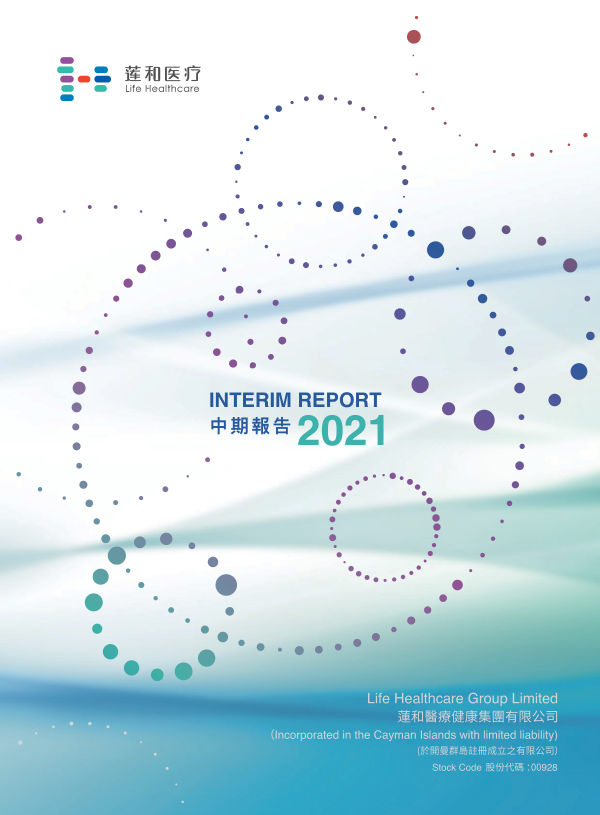 莲和医疗
Life Healthcare
INTERIM REPORT
中期報告 2021
Life Healthcare Group Limited
蓮和醫療健康集團有限公司
(Incorporated in the Cayman Islands with limited liability)
(於開曼群島註冊成立之有限公司)
Stock Code 股份代碼：00928